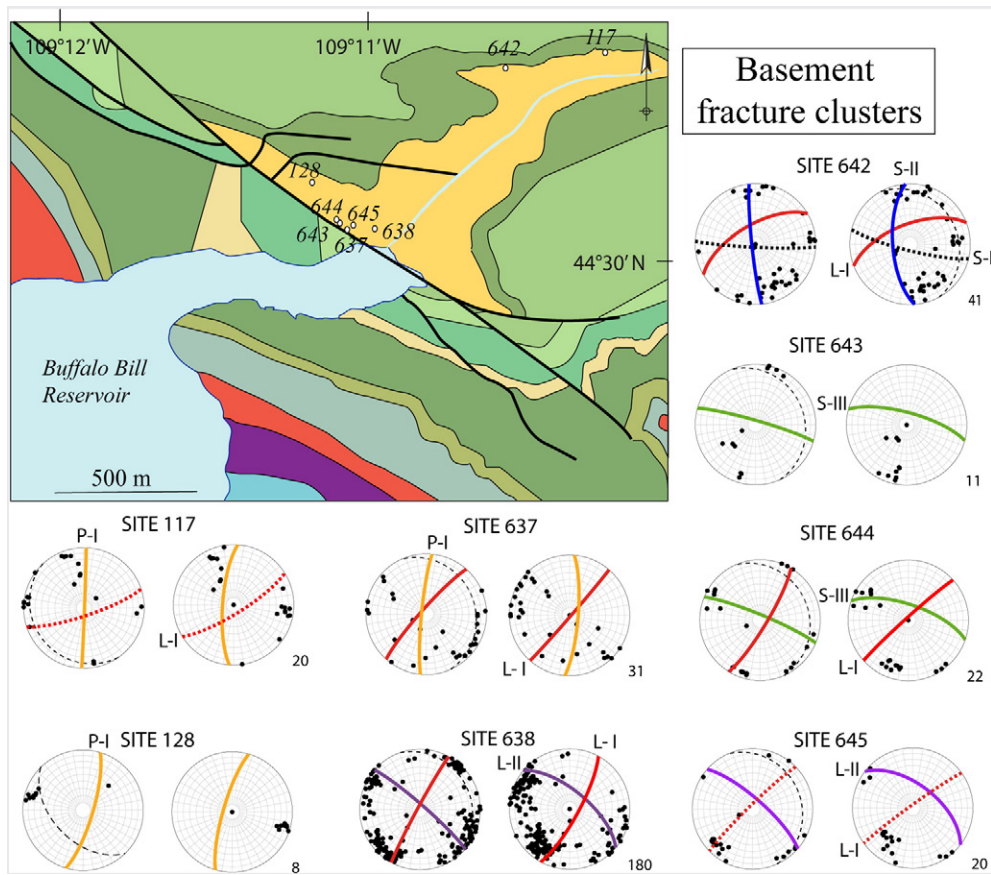 109°12'W
109°11'W
642
117
Basement
fracture clusters
128
644
645
643
637
638
44°30' N
Buffalo Bill
Reservoir
500 m
SITE 642
S-II
L-I
S-I
41
SITE 643
S-III
11
SITE 117
P-I
L-I
20
SITE 637
P-I
L- I
31
SITE 644
S-III
L-I
22
SITE 128
P-I
8
SITE 638
L-II
L- I
180
SITE 645
L-II
L-I
20